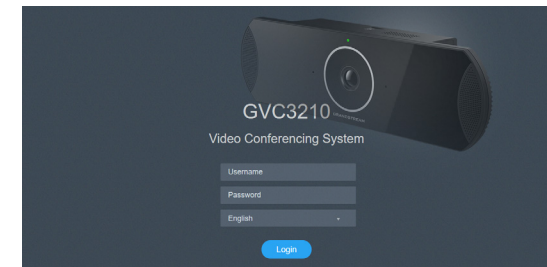 GVC3210
Video Conferencing System
Username
Password
English
Login